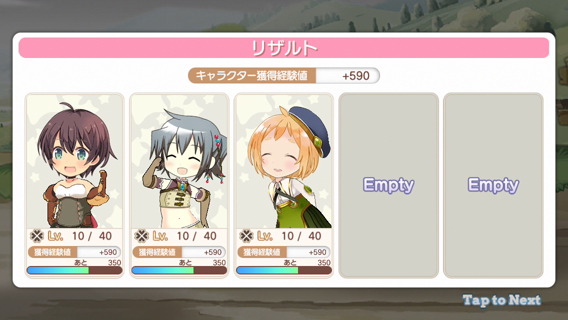 リザルト
キャラクター獲得経験値 +590
Lv. 10 / 40
獲得経験値 +590
あと 350
Lv. 10 / 40
獲得経験値 +590
あと 350
Lv. 10 / 40
獲得経験値 +590
あと 350
Empty
Empty
Tap to Next